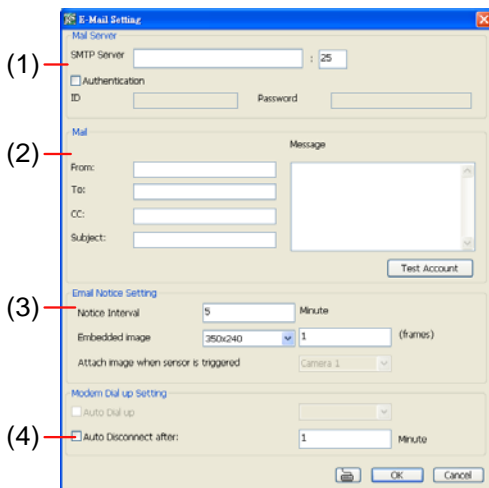 E-Mail Setting
Mail Server
(1)
SMTP Server : 25
Authentication
ID Password
Mail
(2)
Message
From:
To:
CC:
Subject:
Test Account
Email Notice Setting
(3)
Notice Interval 5 Minute
Embedded image 350x240 1 (frames)
Attach image when sensor is triggered Camera 1
Modem Dial up Setting
Auto Dial up
(4)
Auto Disconnect after: 1 Minute
OK Cancel